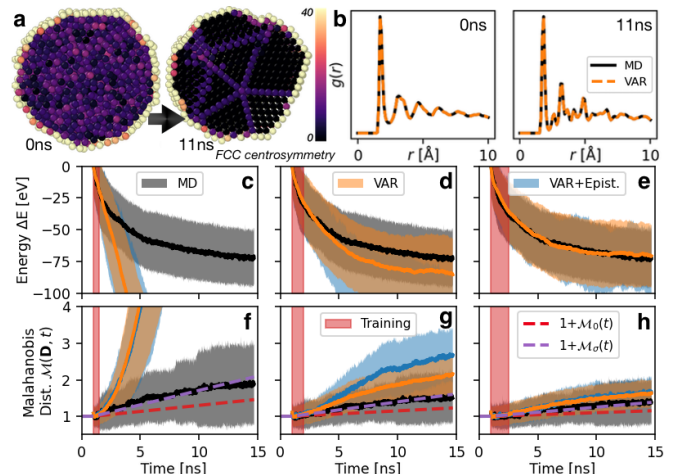 a
40
30
20
10
0
0ns
11ns
FCC centrosymmetry
b
0ns
11ns
MD
VAR
g(r)
0
5
10
0
5
10
r [Å]
r [Å]
Energy ΔE [eV]
0
−25
−50
−75
−100
MD
c
VAR
d
VAR+Epist.
e
Malahanobis
Dist. ℳ(D, t)
4
3
2
1
f
Training
g
1+ℳ₀(t)
1+ℳσ(t)
h
0
5
10
15
0
5
10
15
0
5
10
15
Time [ns]
Time [ns]
Time [ns]